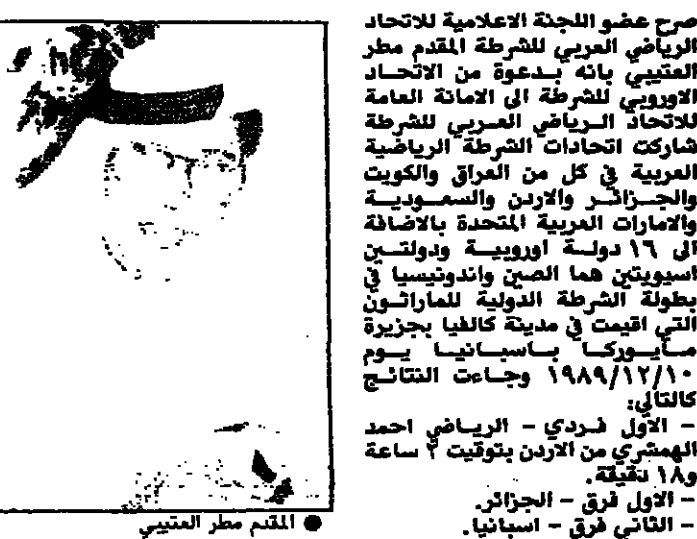 صرح عضو اللجنة الاعلامية للاتحاد
الرياضي العربي للشرطة المقدم مطر
العتيبي بانه بدعوة من الاتحاد
الاوروبي للشرطة الى الامانة العامة
للاتحاد الرياضي العربي للشرطة
شاركت اتحادات الشرطة الرياضية
العربية في كل من العراق والكويت
والجزائر والاردن والسعودية
والامارات العربية المتحدة بالاضافة
الى ١٦ دولة اوروبية ودولتين
اسيويتين هما الصين واندونيسيا في
بطولة الشرطة الدولية للماراثون
التي اقيمت في مدينة كالفيا بجزيرة
مايوركا باسبانيا يوم
١٩٨٩/١٢/١٠ وجاءت النتائج
كالتالي:
– الاول فردي – الرياضي احمد
الهمشري من الاردن بتوقيت ٢ ساعة
و١٨ دقيقة.
– الاول فرق – الجزائر.
– الثاني فرق – اسبانيا.
● المقدم مطر العتيبي